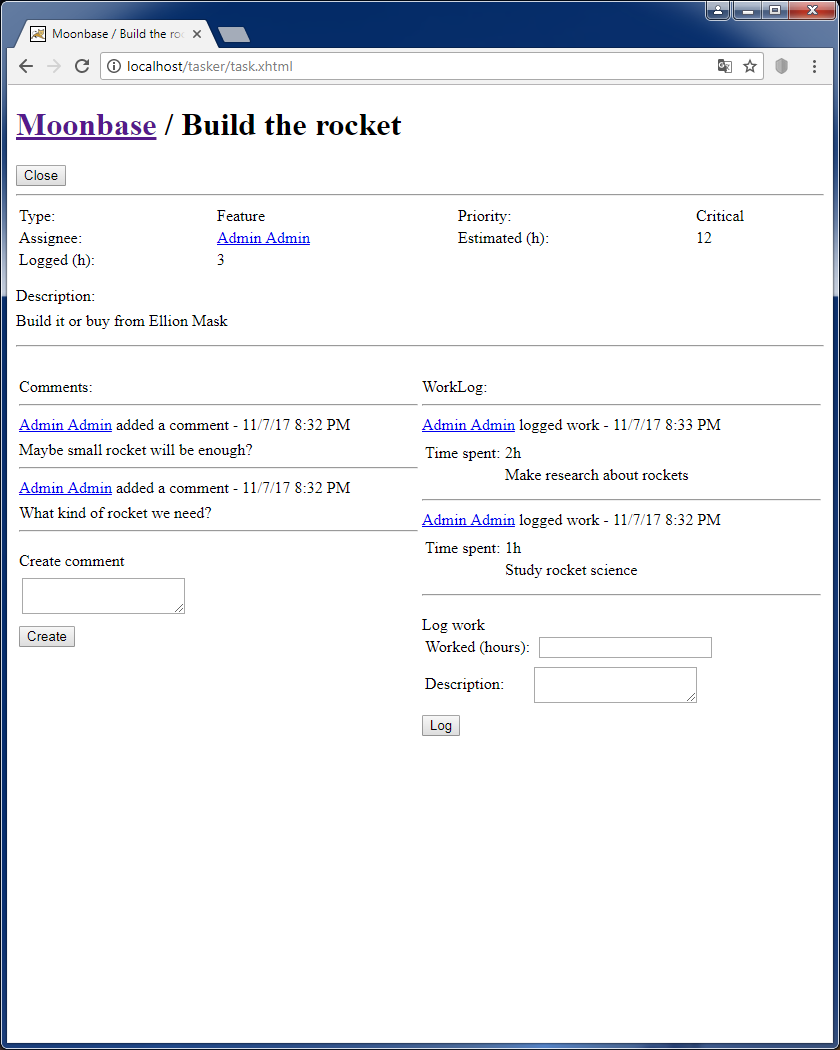 Moonbase / Build the ro
localhost/tasker/task.xhtml
Moonbase / Build the rocket
Close
Type: Feature Priority: Critical
Assignee: Admin Admin Estimated (h): 12
Logged (h): 3
Description:
Build it or buy from Ellion Mask
Comments:
Admin Admin added a comment - 11/7/17 8:32 PM
Maybe small rocket will be enough?
Admin Admin added a comment - 11/7/17 8:32 PM
What kind of rocket we need?
Create comment
Create
WorkLog:
Admin Admin logged work - 11/7/17 8:33 PM
Time spent: 2h
Make research about rockets
Admin Admin logged work - 11/7/17 8:32 PM
Time spent: 1h
Study rocket science
Log work
Worked (hours):
Description:
Log